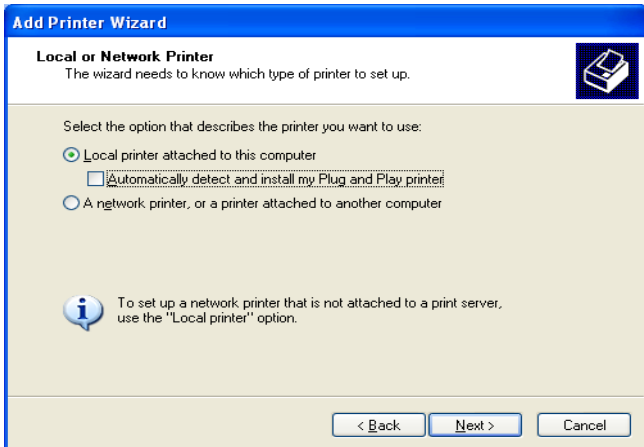 Add Printer Wizard
Local or Network Printer
The wizard needs to know which type of printer to set up.
Select the option that describes the printer you want to use:
Local printer attached to this computer
Automatically detect and install my Plug and Play printer
A network printer, or a printer attached to another computer
To set up a network printer that is not attached to a print server,
use the "Local printer" option.
< Back Next > Cancel